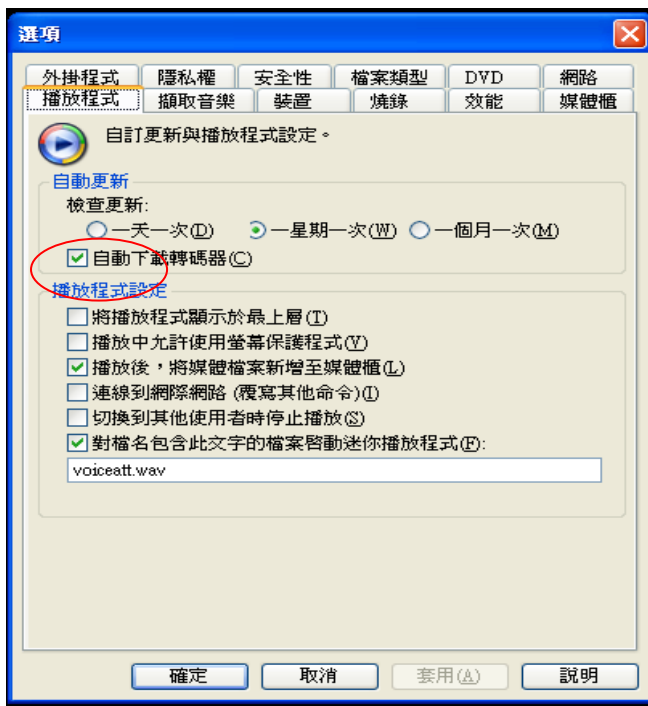 選項
外掛程式 隱私權 安全性 檔案類型 DVD 網路
播放程式 擷取音樂 裝置 燒錄 效能 媒體櫃
自訂更新與播放程式設定。
自動更新
檢查更新:
一天一次(D) 一星期一次(W) 一個月一次(M)
自動下載轉碼器(C)
播放程式設定
將播放程式顯示於最上層(T)
播放中允許使用螢幕保護程式(V)
播放後，將媒體檔案新增至媒體櫃(L)
連線到網際網路 (覆寫其他命令)(I)
切換到其他使用者時停止播放(S)
對檔名包含此文字的檔案啟動迷你播放程式(F):
voiceatt.wav
確定 取消 套用(A) 說明